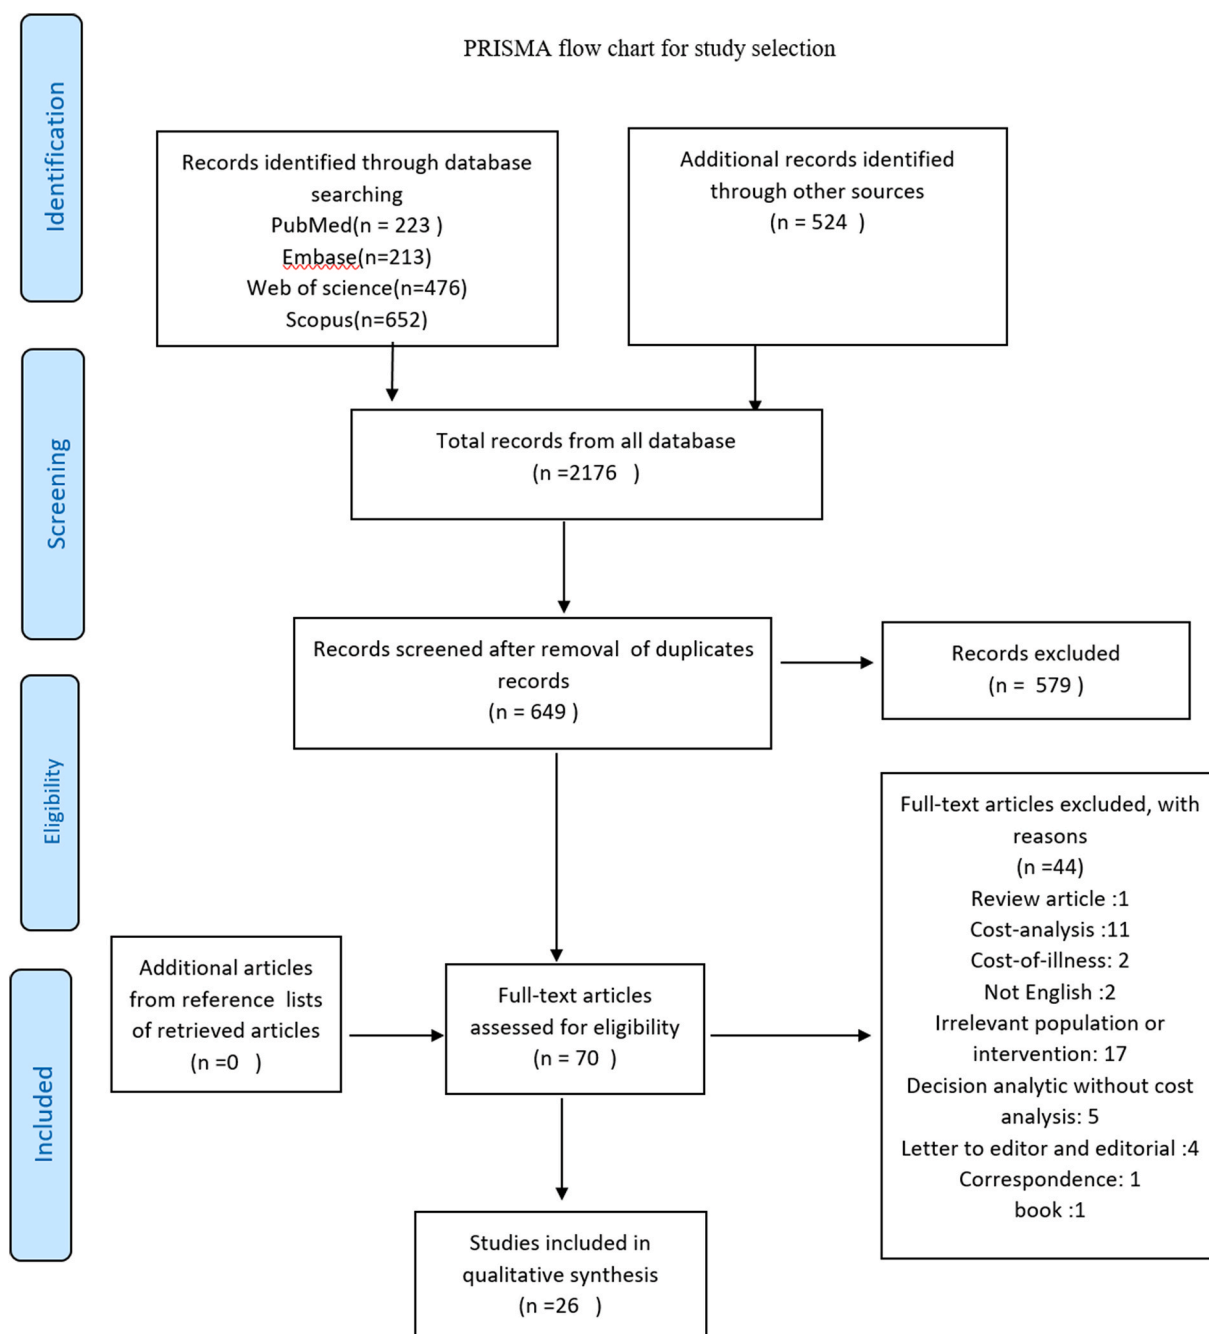 PRISMA flow chart for study selection
Identification
Records identified through database
searching
PubMed(n = 223 )
Embase(n=213)
Web of science(n=476)
Scopus(n=652)
Additional records identified
through other sources
(n = 524 )
Screening
Total records from all database
(n =2176 )
Records screened after removal of duplicates
records
(n = 649 )
Records excluded
(n = 579 )
Eligibility
Full-text articles excluded, with
reasons
(n =44)
Review article :1
Cost-analysis :11
Cost-of-illness: 2
Not English :2
Irrelevant population or
intervention: 17
Decision analytic without cost
analysis: 5
Letter to editor and editorial :4
Correspondence: 1
book :1
Additional articles
from reference lists
of retrieved articles
(n =0 )
Full-text articles
assessed for eligibility
(n = 70 )
Included
Studies included in
qualitative synthesis
(n =26 )